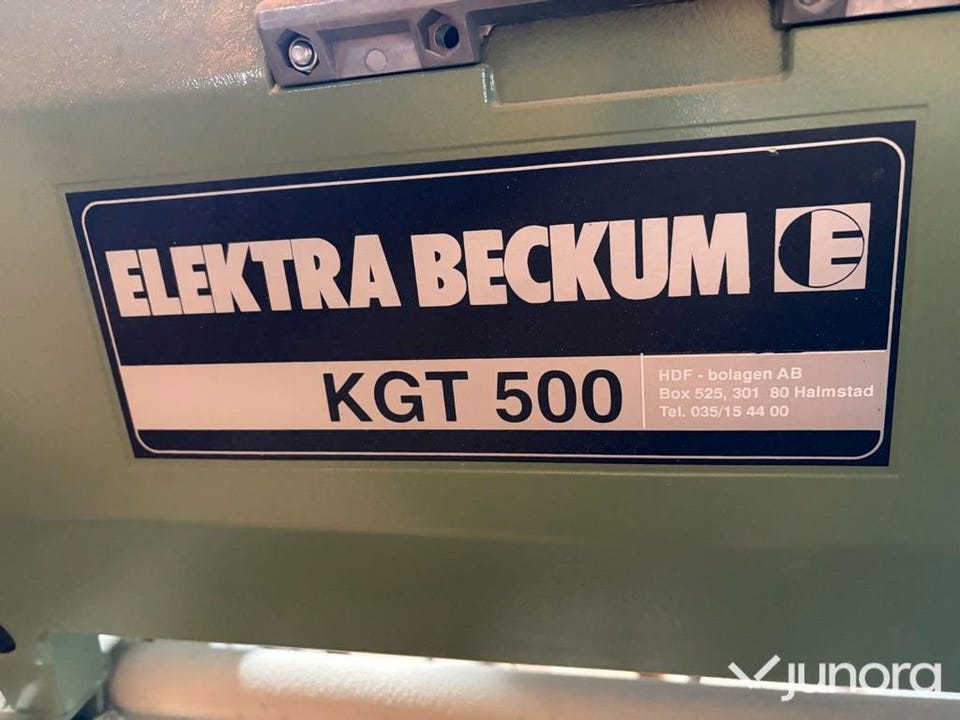 ELEKTRA BECKUM E
KGT 500
HDF - bolagen AB
Box 525, 301 80 Halmstad
Tel. 035/15 44 00
junora